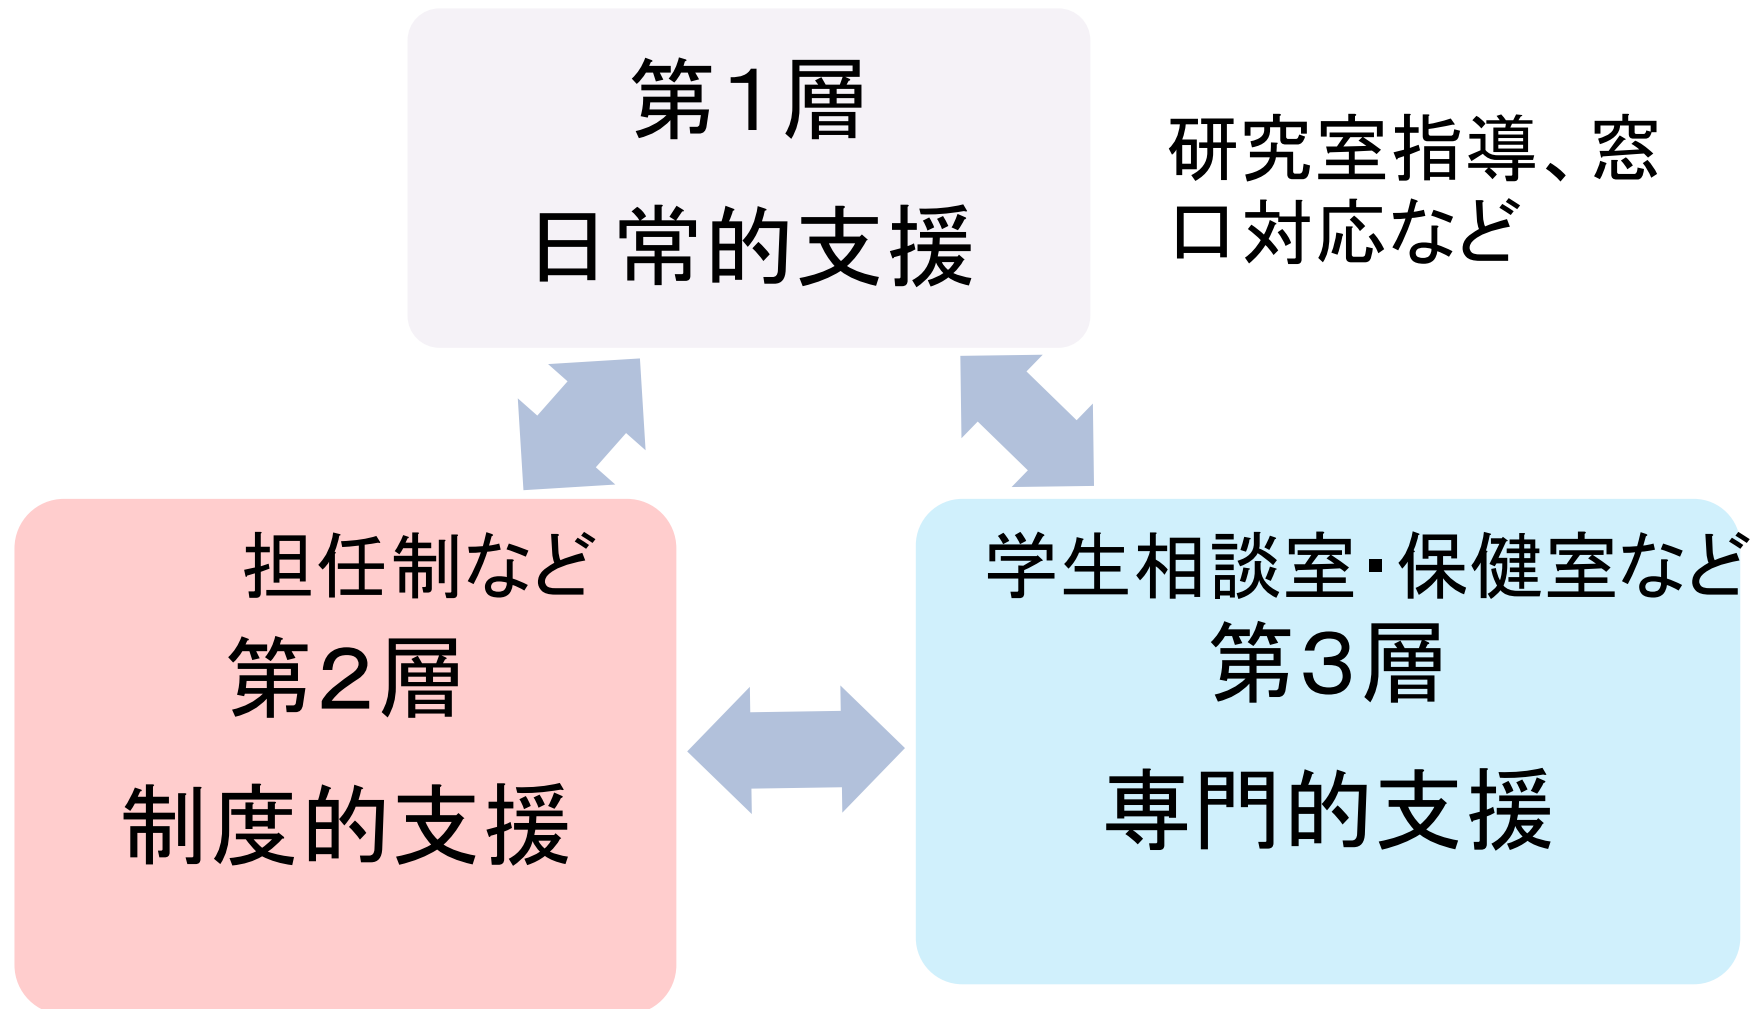 第１層
日常的支援
研究室指導、窓
口対応など
担任制など
第２層
制度的支援
学生相談室・保健室など
第３層
専門的支援